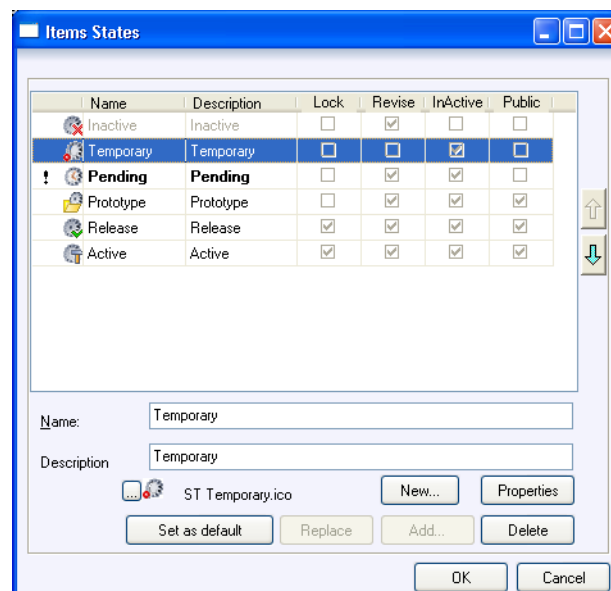 Items States
Name Description Lock Revise InActive Public
Inactive Inactive
Temporary Temporary
! Pending Pending
Prototype Prototype
Release Release
Active Active
Name: Temporary
Description Temporary
... ST Temporary.ico New... Properties
Set as default Replace Add... Delete
OK Cancel